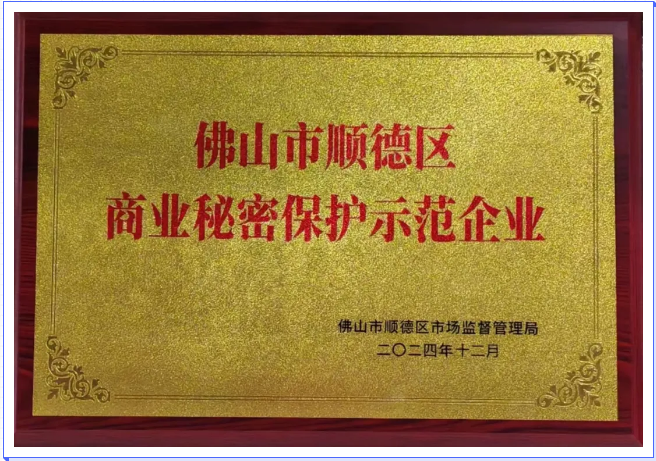 佛山市顺德区
商业秘密保护示范企业
佛山市顺德区市场监督管理局
二〇二四年十二月